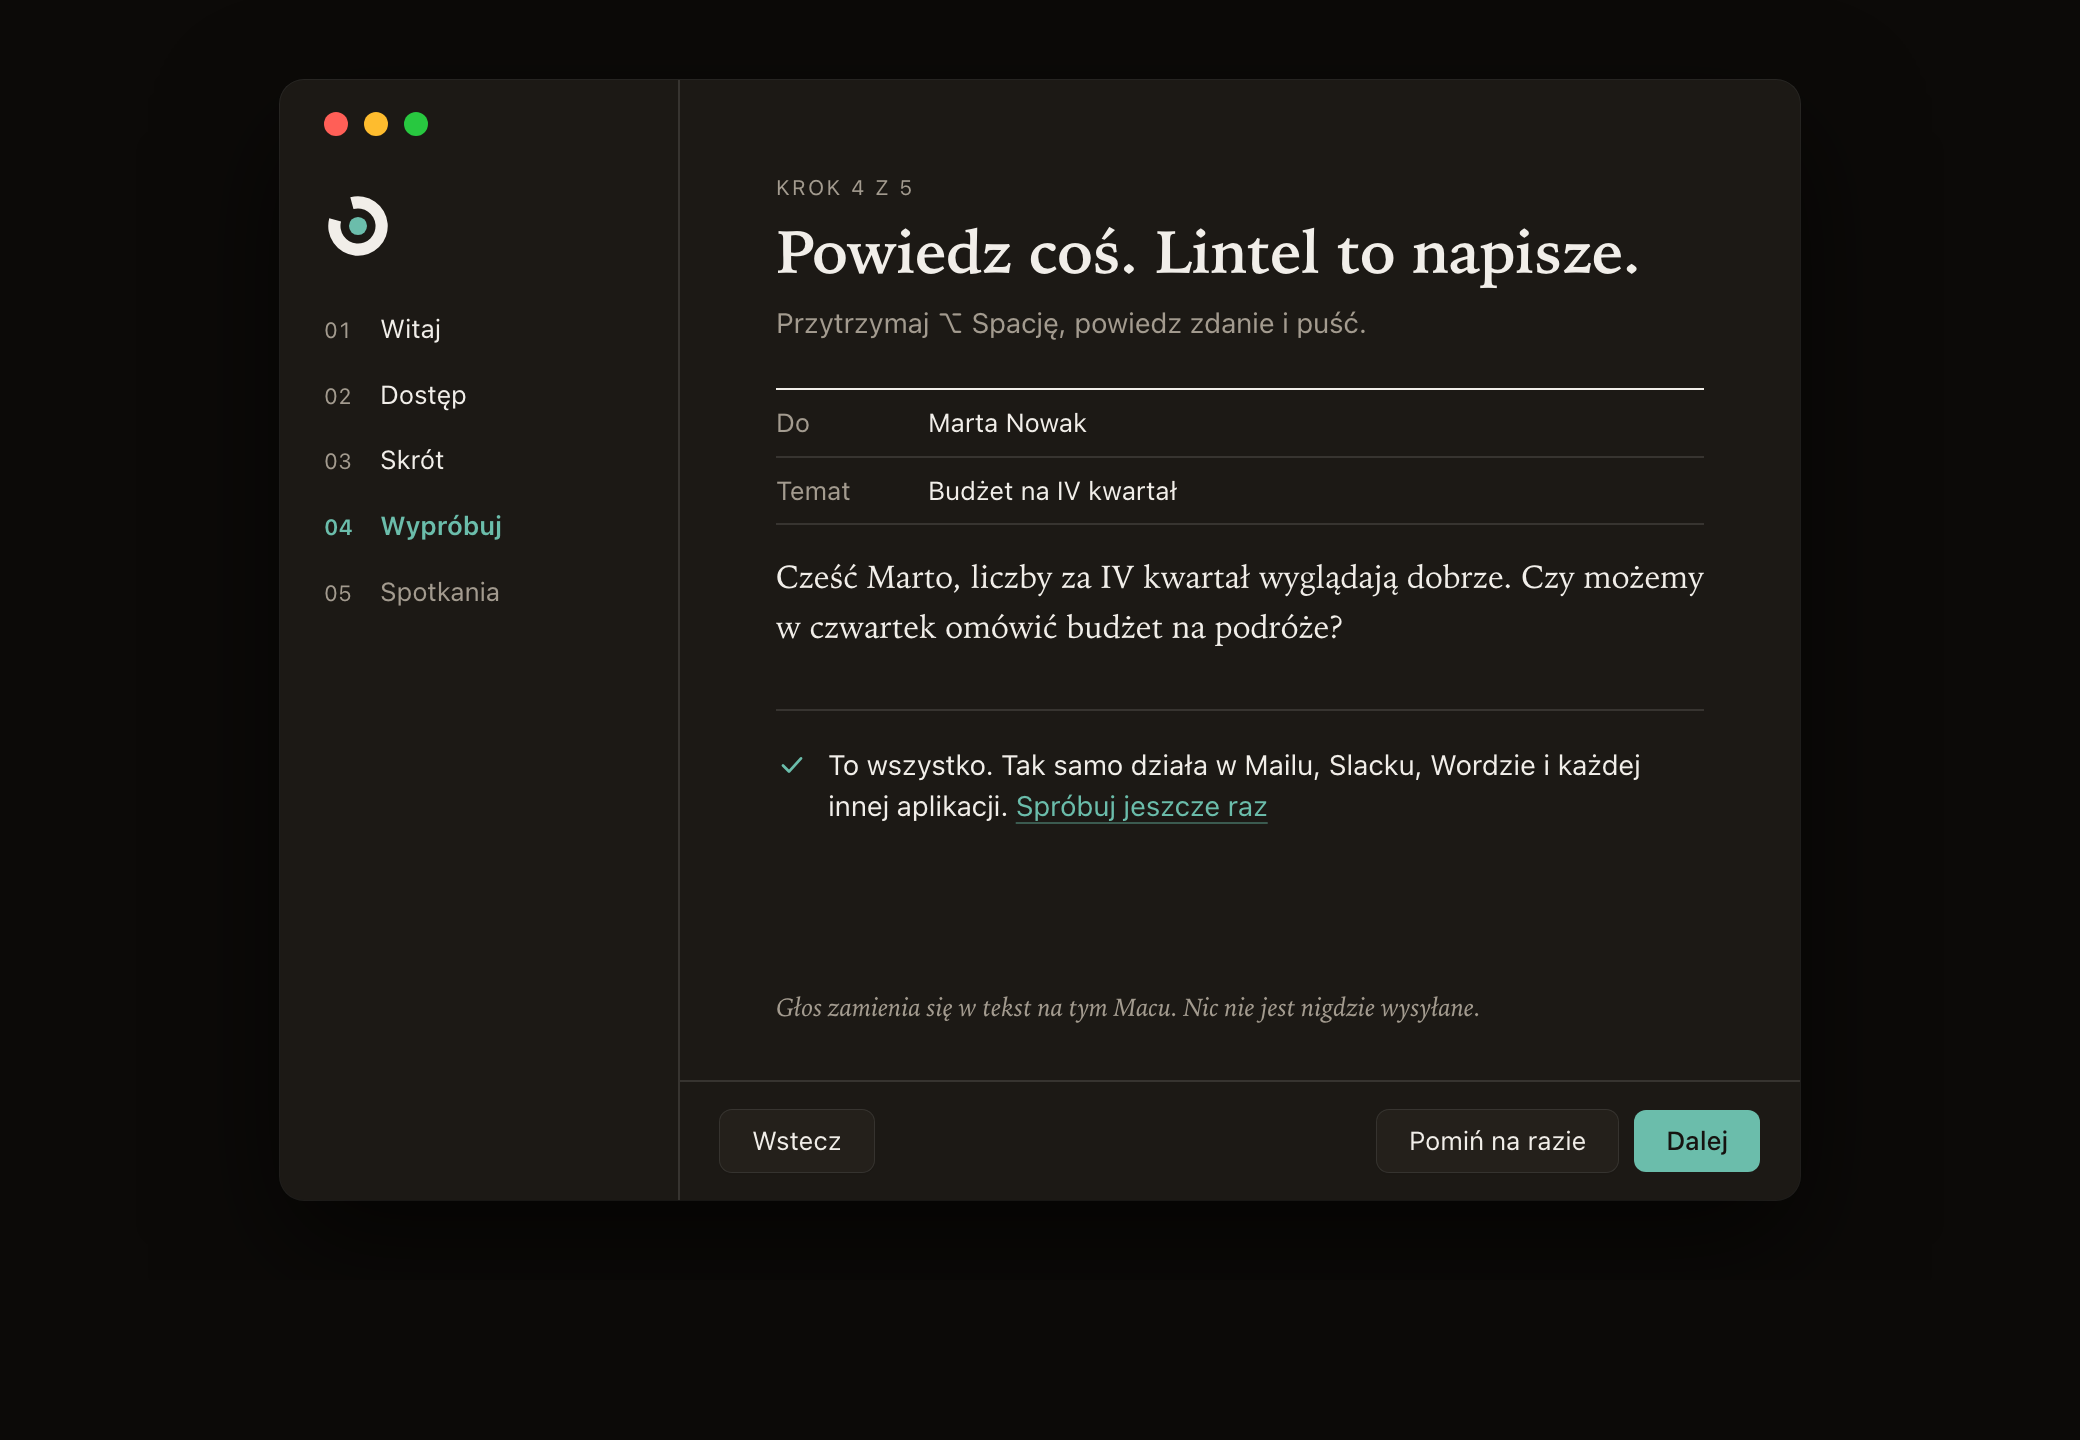 01 Witaj
02 Dostęp
03 Skrót
04 Wypróbuj
05 Spotkania
KROK 4 Z 5
Powiedz coś. Lintel to napisze.
Przytrzymaj ⌥ Spację, powiedz zdanie i puść.
Do Marta Nowak
Temat Budżet na IV kwartał
Cześć Marto, liczby za IV kwartał wyglądają dobrze. Czy możemy
w czwartek omówić budżet na podróże?
To wszystko. Tak samo działa w Mailu, Slacku, Wordzie i każdej
innej aplikacji. Spróbuj jeszcze raz
Głos zamienia się w tekst na tym Macu. Nic nie jest nigdzie wysyłane.
Wstecz
Pomiń na razie
Dalej